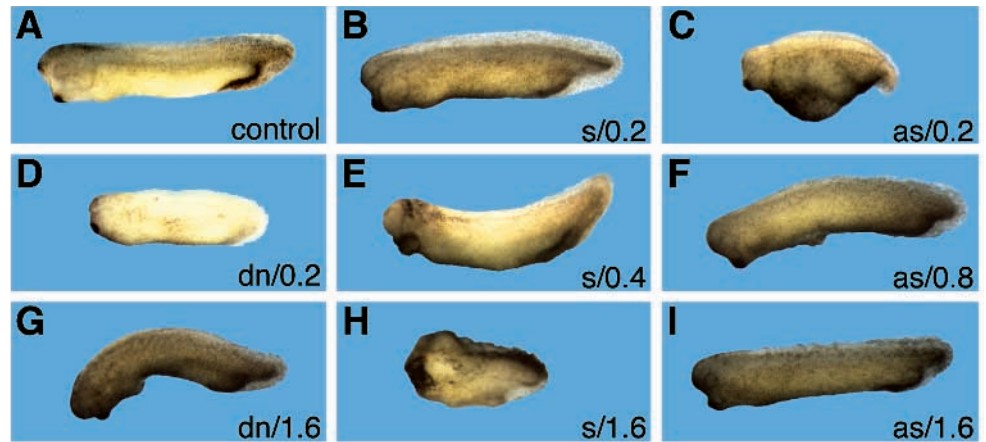 A
control
B
s/0.2
C
as/0.2
D
dn/0.2
E
s/0.4
F
as/0.8
G
dn/1.6
H
s/1.6
I
as/1.6